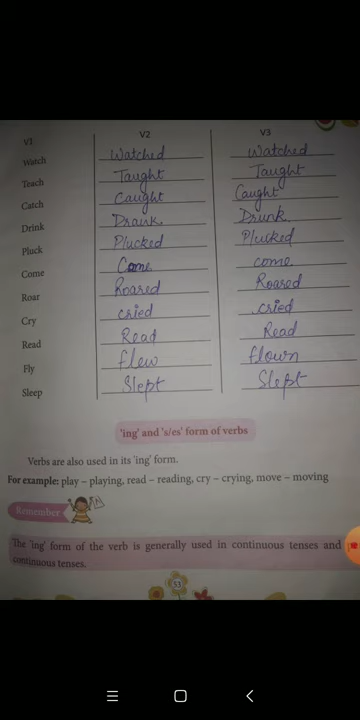 V1 V2 V3
Watch Watched Watched
Teach Taught Taught
Catch Caught Caught
Drink Drank Drunk
Pluck Plucked Plucked
Come Came come
Roar Roared Roared
Cry cried cried
Read Read Read
Fly flew flown
Sleep Slept Slept
'ing' and 's/es' form of verbs
Verbs are also used in its 'ing' form.
For example: play – playing, read – reading, cry – crying, move – moving
Remember
The 'ing' form of the verb is generally used in continuous tenses and
continuous tenses.
53